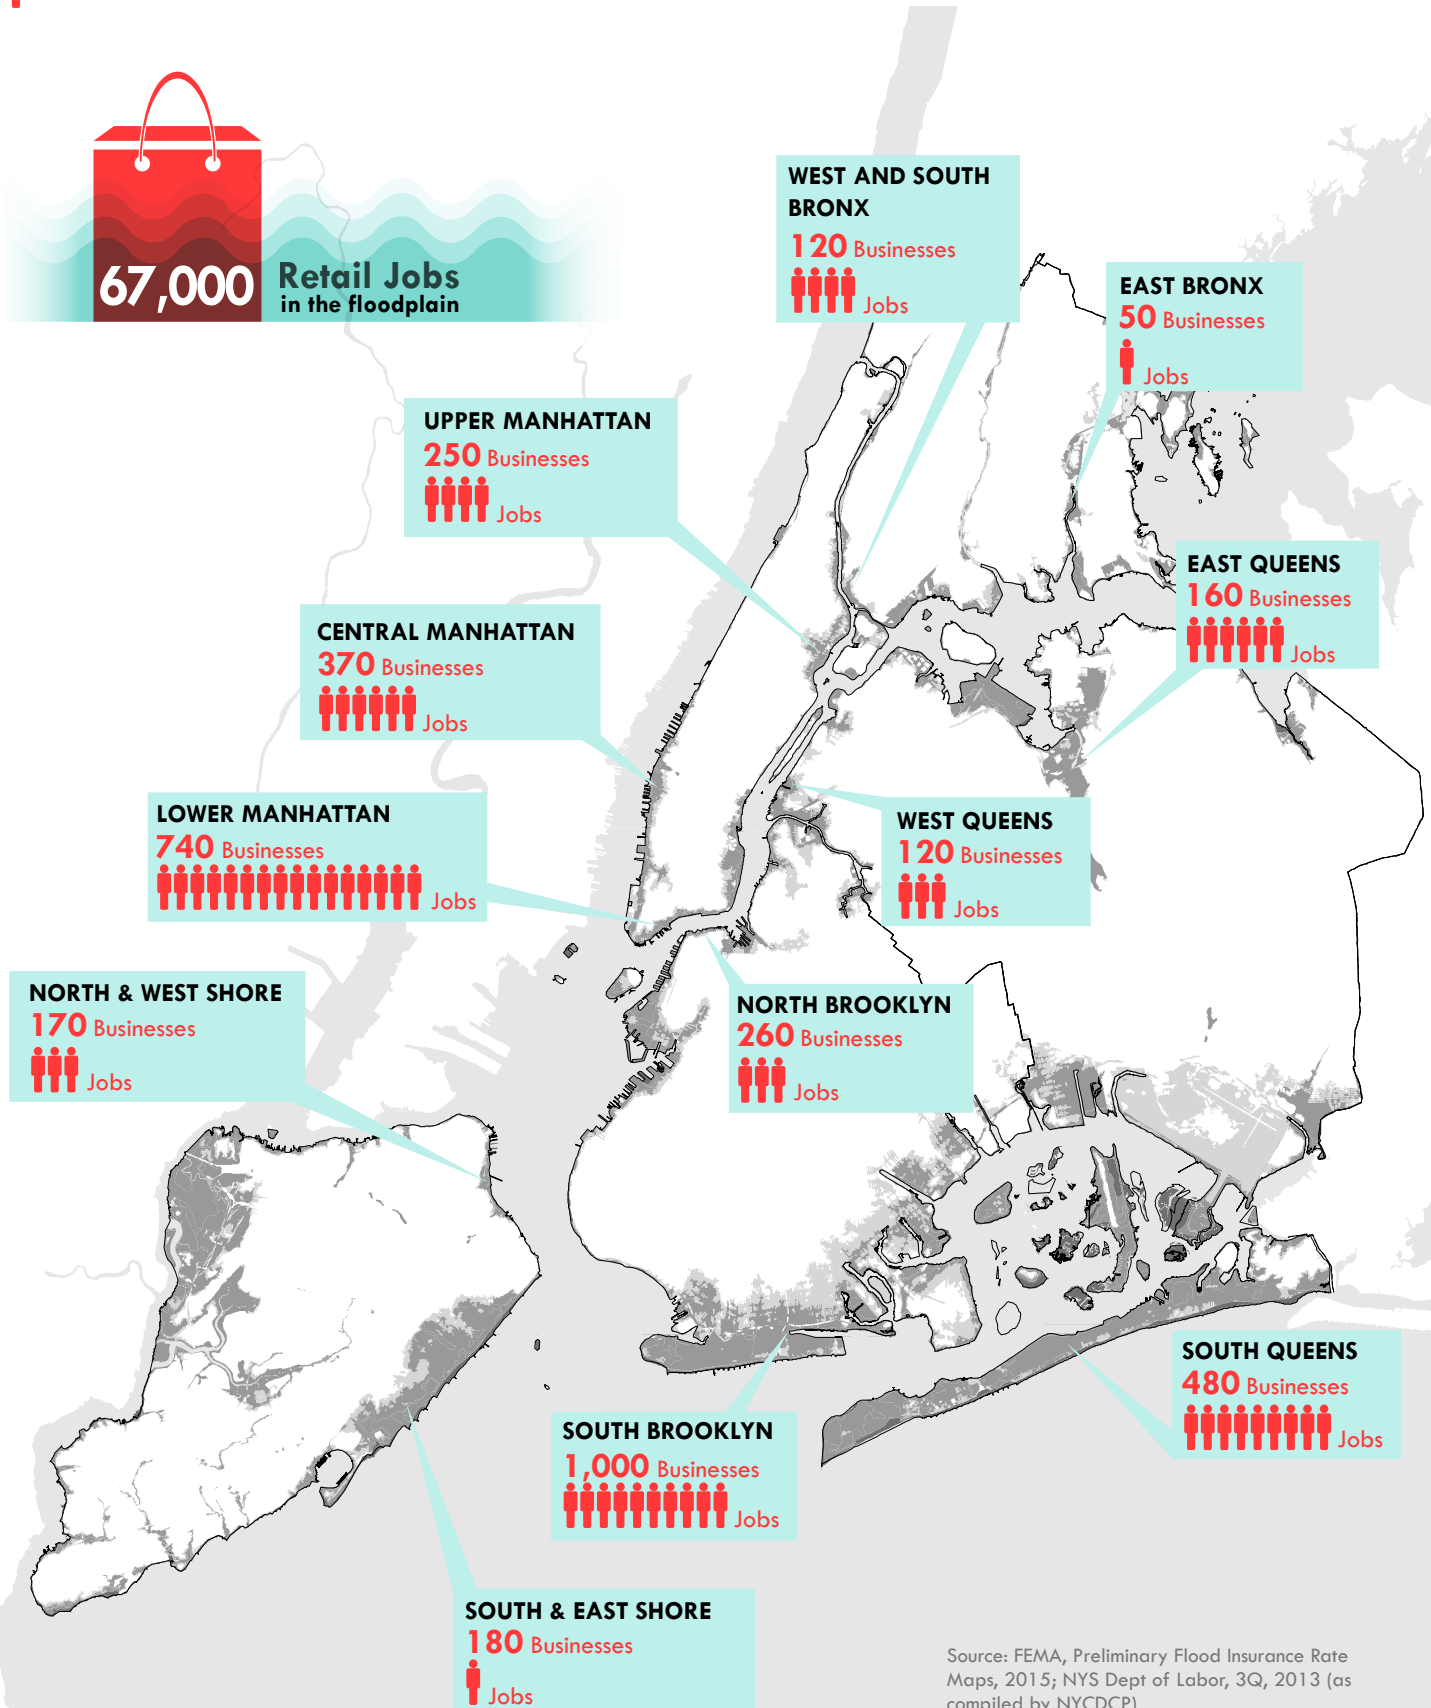 67,000 Retail Jobs
in the floodplain
WEST AND SOUTH
BRONX
120 Businesses
Jobs
EAST BRONX
50 Businesses
Jobs
UPPER MANHATTAN
250 Businesses
Jobs
EAST QUEENS
160 Businesses
Jobs
CENTRAL MANHATTAN
370 Businesses
Jobs
LOWER MANHATTAN
740 Businesses
Jobs
WEST QUEENS
120 Businesses
Jobs
NORTH & WEST SHORE
170 Businesses
Jobs
NORTH BROOKLYN
260 Businesses
Jobs
SOUTH QUEENS
480 Businesses
Jobs
SOUTH BROOKLYN
1,000 Businesses
Jobs
SOUTH & EAST SHORE
180 Businesses
Jobs
Source: FEMA, Preliminary Flood Insurance Rate
Maps, 2015; NYS Dept of Labor, 3Q, 2013 (as
compiled by NYCDCP)